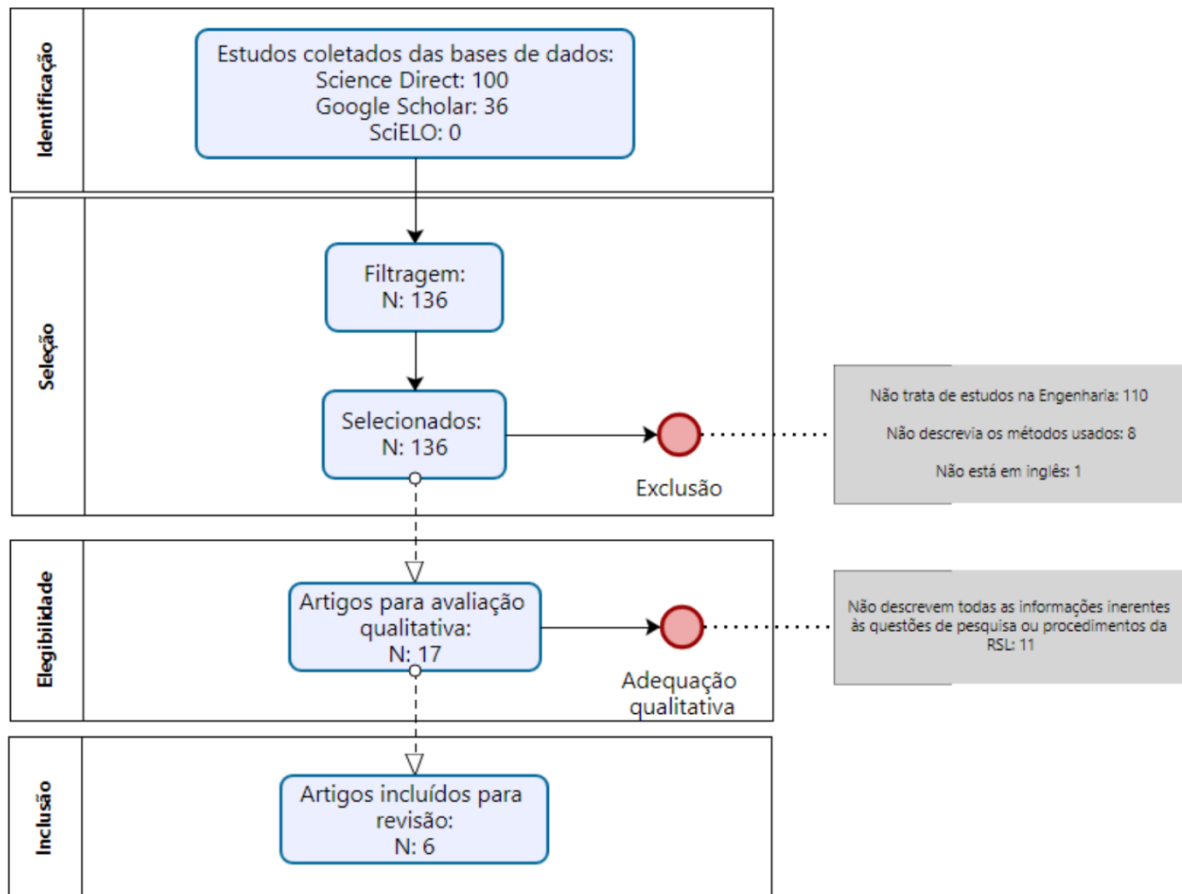 Identificação
Estudos coletados das bases de dados:
Science Direct: 100
Google Scholar: 36
SciELO: 0
Seleção
Filtragem:
N: 136
Selecionados:
N: 136
Exclusão
Não trata de estudos na Engenharia: 110
Não descrevia os métodos usados: 8
Não está em inglês: 1
Elegibilidade
Artigos para avaliação
qualitativa:
N: 17
Adequação
qualitativa
Não descrevem todas as informações inerentes
às questões de pesquisa ou procedimentos da
RSL: 11
Inclusão
Artigos incluídos para
revisão:
N: 6